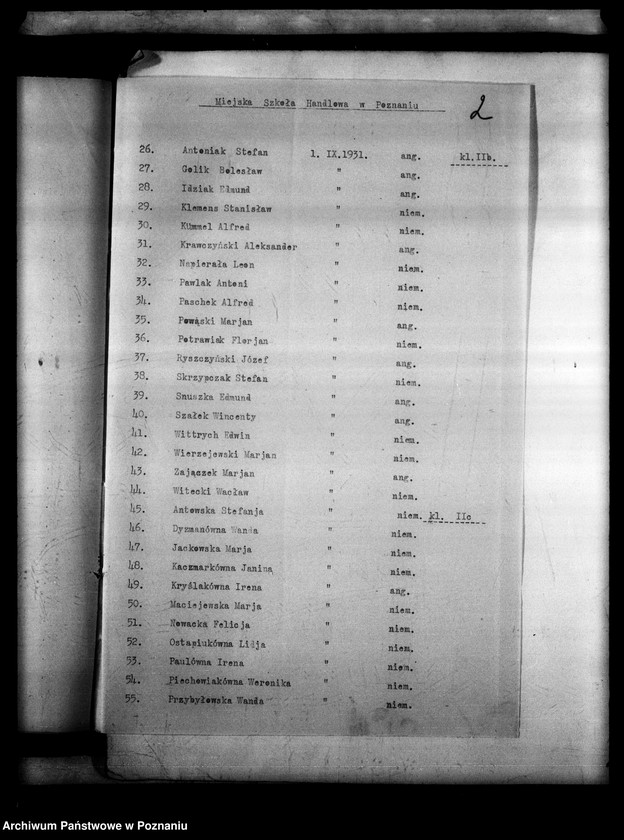 Miejska Szkoła Handlowa w Poznaniu
2
26. Antoniak Stefan 1. IX.1931. ang. kl.IIb.
27. Golik Bolesław " ang.
28. Idziak Edmund " ang.
29. Klemens Stanisław " niem.
30. Kümmel Alfred " niem.
31. Krawczyński Aleksander " ang.
32. Napierała Leon " niem.
33. Pawlak Antoni " niem.
34. Paschek Alfred " niem.
35. Powąski Marjan " ang.
36. Potrawiak Florjan " niem.
37. Ryszczyński Józef " ang.
38. Skrzypczak Stefan " niem.
39. Snuszka Edmund " ang.
40. Szałek Wincenty " ang.
41. Wittrych Edwin " niem.
42. Wierzejewski Marjan " niem.
43. Zajączek Marjan " ang.
44. Witecki Wacław " niem.
45. Antowska Stefanja " niem. kl. IIc
46. Dyzmanówna Wanda " niem.
47. Jackowska Marja " niem.
48. Kaczmarkówna Janina " niem.
49. Kryślakówna Irena " ang.
50. Maciejewska Marja " niem.
51. Nowacka Felicja " niem.
52. Ostapiukówna Lidja " niem.
53. Paulówna Irena " niem.
54. Piechowiakówna Weronika " niem.
55. Przybyłowska Wanda " niem.
Archiwum Państwowe w Poznaniu